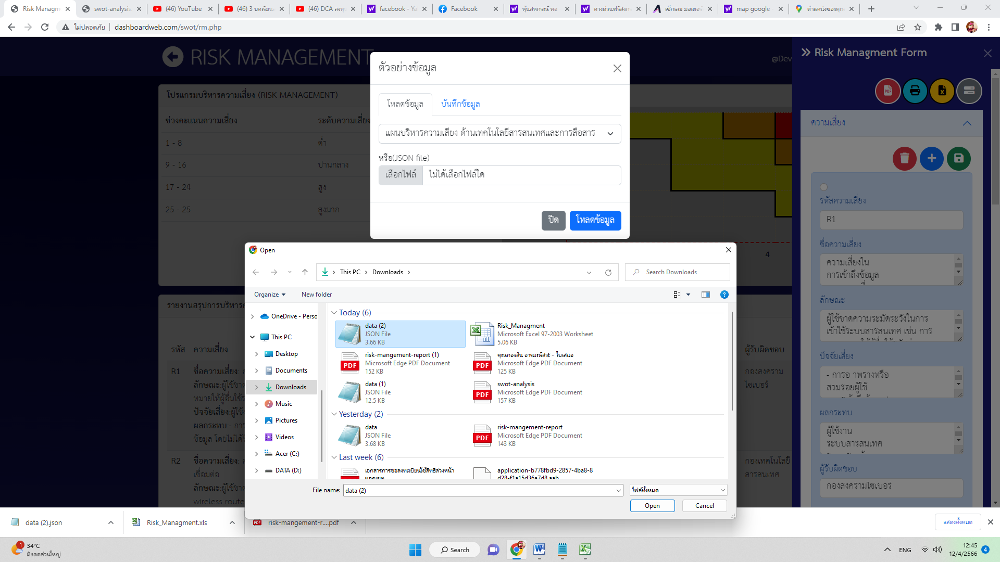 Risk Managm
swot-analysis
(46) YouTube
(46) 3 บทเรียน
(46) DCA ลงทุ
facebook - Ya
Facebook
หุ้นสหกรณ์ ทอ
ทางด่วนฟรีสงกร
เช็กเลย มอเตอร์
map google -
ตำแหน่งของคุณ
ไม่ปลอดภัย
dashboardweb.com/swot/rm.php
RISK MANAGEMENT
@Dev
Risk Managment Form
ตัวอย่างข้อมูล
โหลดข้อมูล
บันทึกข้อมูล
แผนบริหารความเสี่ยง ด้านเทคโนโลยีสารสนเทศและการสื่อสาร
หรือ(JSON file)
เลือกไฟล์
ไม่ได้เลือกไฟล์ใด
ปิด
โหลดข้อมูล
โปรแกรมบริหารความเสี่ยง (RISK MANAGEMENT)
ช่วงคะแนนความเสี่ยง
ระดับความเสี่ยง
1 - 8
ต่ำ
9 - 16
ปานกลาง
17 - 24
สูง
25 - 25
สูงมาก
4
รายงานสรุปการบริหารค
รหัส
ความเสี่ยง
ผู้รับผิดชอบ
R1
ชื่อความเสี่ยง: ค
ลักษณะ:ผู้ใช้ขา
หมายให้ผู้อื่นใช้
ปัจจัยเสี่ยง:ผู้ใช้
ผลกระทบ:- กา
ข้อมูล โดยไม่ได้
กองสงคราม
ไซเบอร์
R2
ชื่อความเสี่ยง: ค
เชื่อมต่อ
ลักษณะ:ผู้ใช้ขา
wireless route
กองเทคโนโลยี
สารสนเทศ
ความเสี่ยง
รหัสความเสี่ยง
R1
ชื่อความเสี่ยง
ความเสี่ยงใน
การเข้าถึงข้อมูล
ลักษณะ
ผู้ใช้ขาดความระมัดระวังในการ
เข้าใช้ระบบสารสนเทศ เช่น การ
ปัจจัยเสี่ยง
- การอ าพรางหรือ
สวมรอยผู้ใช้
ผลกระทบ
ผู้ใช้งาน
ระบบสารสนเทศ
ผู้รับผิดชอบ
กองสงครามไซเบอร์
Open
This PC
Downloads
Search Downloads
Organize
New folder
OneDrive - Perso
This PC
Desktop
Documents
Downloads
Music
Pictures
Videos
Acer (C:)
DATA (D:)
Today (6)
data (2)
JSON File
3.66 KB
Risk_Managment
Microsoft Excel 97-2003 Worksheet
5.06 KB
risk-mangement-report (1)
Microsoft Edge PDF Document
152 KB
PDF
คุณกองสิน อารมณ์สวะ - ใบเสนอ
Microsoft Edge PDF Document
125 KB
PDF
data (1)
JSON File
12.5 KB
swot-analysis
Microsoft Edge PDF Document
157 KB
PDF
Yesterday (2)
data
JSON File
3.68 KB
risk-mangement-report
Microsoft Edge PDF Document
143 KB
PDF
Last week (6)
เอกสารการขอลงทะเบียนใช้สิทธิล่วงหน้า
application-b778fbd9-2857-4ba8-8
d28-f1a15d36a7d8.aab
File name:
data (2)
ไฟล์ทั้งหมด
Open
Cancel
data (2).json
Risk_Managment.xls
risk-mangement-r....pdf
แสดงทั้งหมด
1
34°C
มีแดดส่วนใหญ่
Search
ENG
12:45
12/4/2566
4